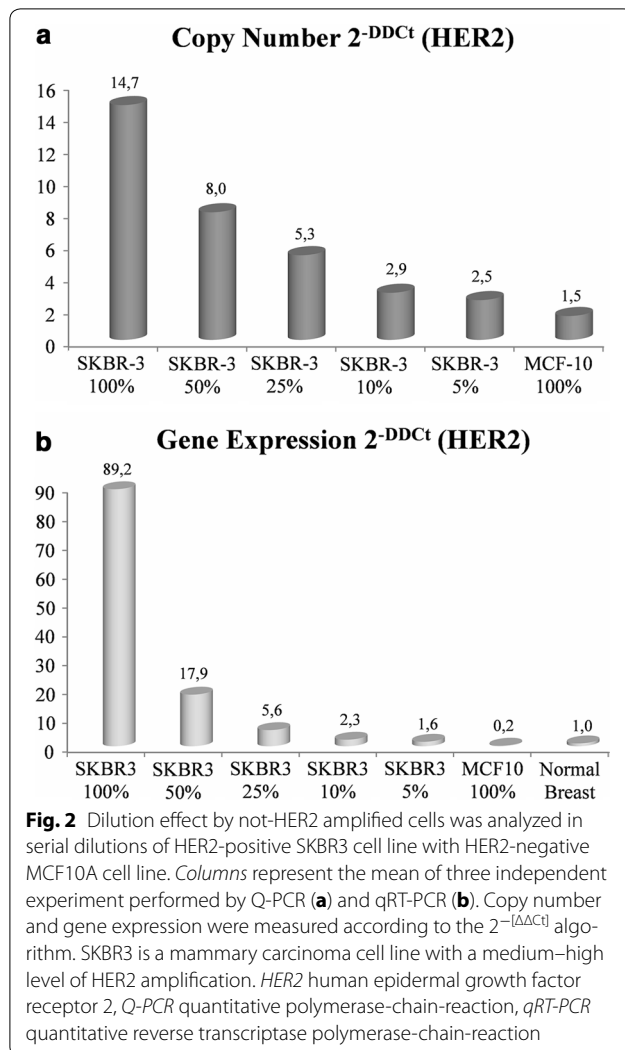 a
Copy Number 2-DDCt (HER2)
16
14
12
10
8
6
4
2
0
14,7
8,0
5,3
2,9
2,5
1,5
SKBR-3 SKBR-3 SKBR-3 SKBR-3 SKBR-3 MCF-10
100% 50% 25% 10% 5% 100%
b
Gene Expression 2-DDCt (HER2)
90
80
70
60
50
40
30
20
10
0
89,2
17,9
5,6
2,3
1,6
0,2
1,0
SKBR3 SKBR3 SKBR3 SKBR3 SKBR3 MCF10 Normal
100% 50% 25% 10% 5% 100% Breast
Fig. 2 Dilution effect by not-HER2 amplified cells was analyzed in
serial dilutions of HER2-positive SKBR3 cell line with HER2-negative
MCF10A cell line. Columns represent the mean of three independent
experiment performed by Q-PCR (a) and qRT-PCR (b). Copy number
and gene expression were measured according to the 2−[ΔΔCt] algo-
rithm. SKBR3 is a mammary carcinoma cell line with a medium–high
level of HER2 amplification. HER2 human epidermal growth factor
receptor 2, Q-PCR quantitative polymerase-chain-reaction, qRT-PCR
quantitative reverse transcriptase polymerase-chain-reaction